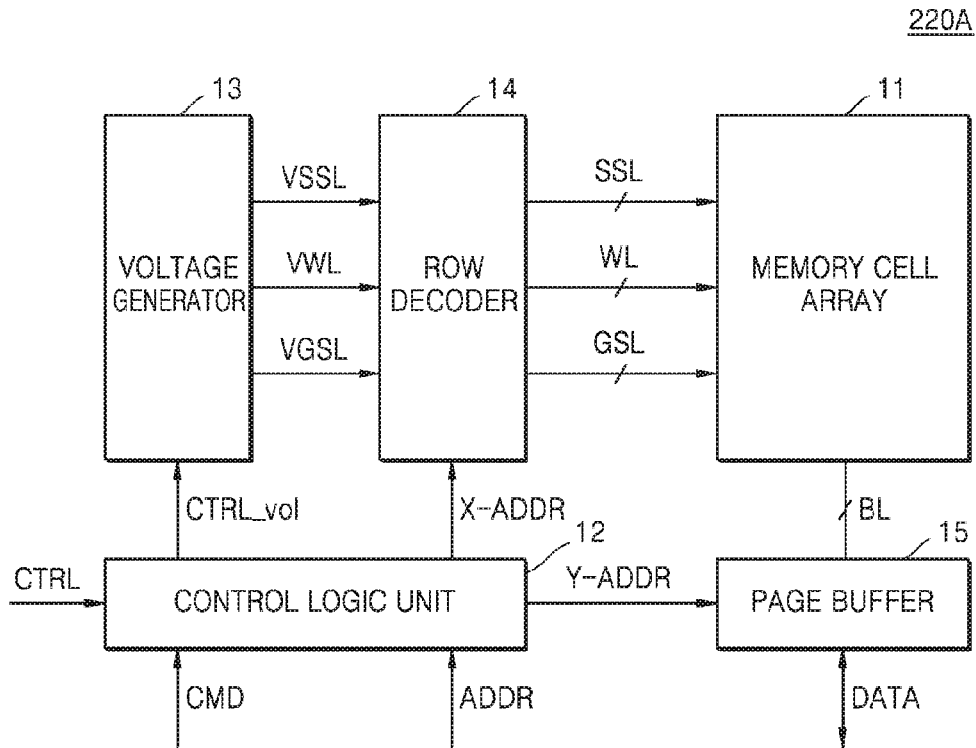 220A
13
14
11
VSSL
SSL
VOLTAGE
GENERATOR
VWL
ROW
DECODER
WL
MEMORY CELL
ARRAY
VGSL
GSL
CTRL_vol
X-ADDR
BL
12
15
CTRL
CONTROL LOGIC UNIT
Y-ADDR
PAGE BUFFER
CMD
ADDR
DATA